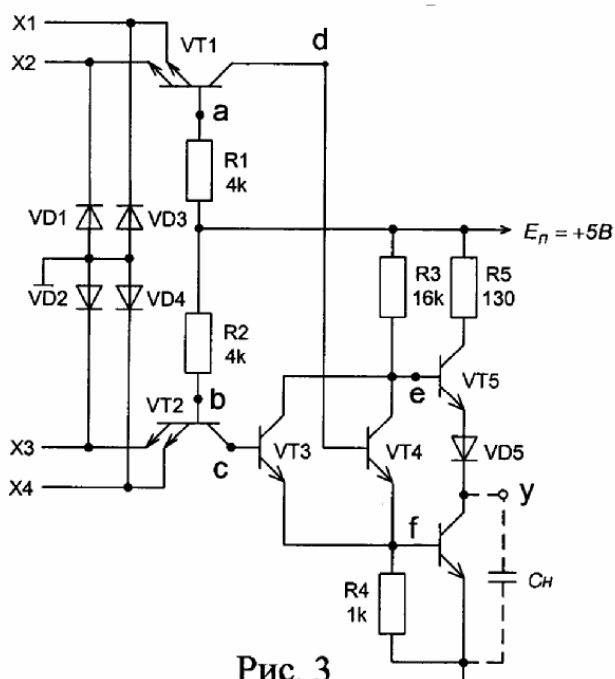 X1
VT1
d
X2
a
R1
4k
VD1
VD3
Eп = +5В
R3
16k
R5
130
VD2
VD4
R2
4k
b
VT2
e
VT5
X3
c
VT3
VT4
VD5
X4
y
f
R4
1k
Cн
Рис. 3